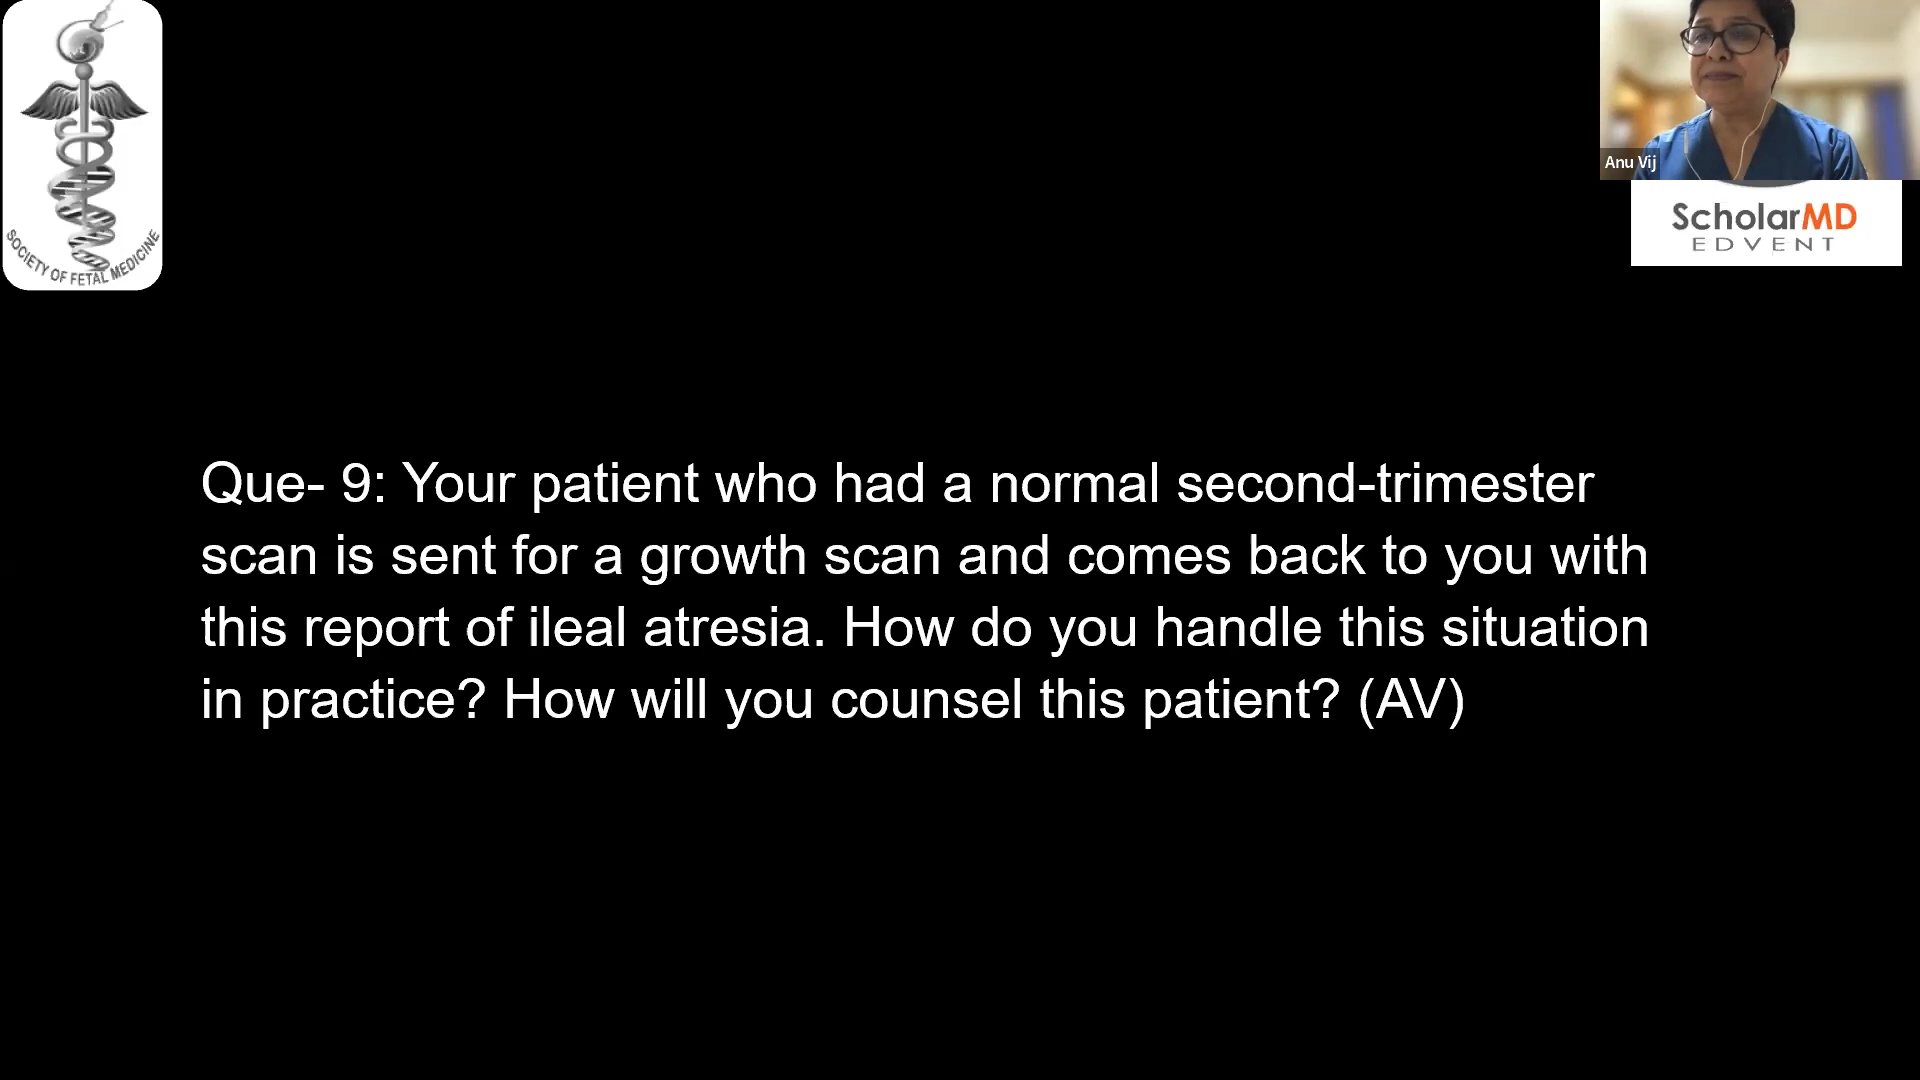 SOCIETY OF FETAL MEDICINE
Anu Vij
ScholarMD
EDVENT
Que- 9: Your patient who had a normal second-trimester
scan is sent for a growth scan and comes back to you with
this report of ileal atresia. How do you handle this situation
in practice? How will you counsel this patient? (AV)